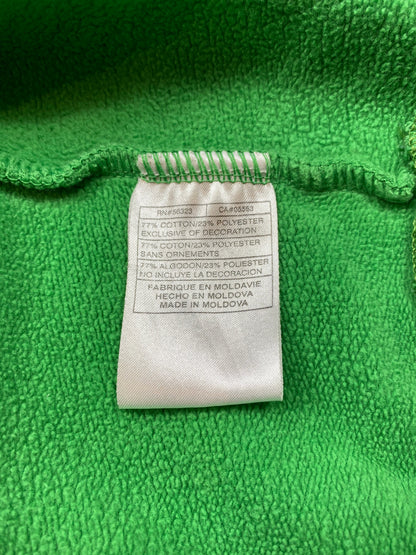 RN#56323 CA#05553
77% COTTON/23% POLYESTER
EXCLUSIVE OF DECORATION
77% COTON/23% POLYESTER
SANS ORNEMENTS
77% ALGODON/23% POLIESTER
NO INCLUYE LA DECORACION
FABRIQUE EN MOLDAVIE
HECHO EN MOLDOVA
MADE IN MOLDOVA